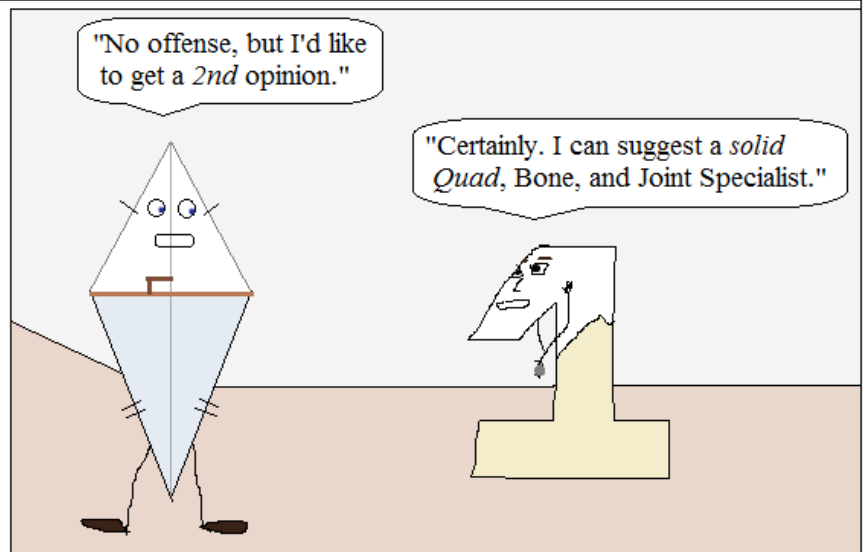 "No offense, but I'd like
to get a 2nd opinion."
"Certainly. I can suggest a solid
Quad, Bone, and Joint Specialist."